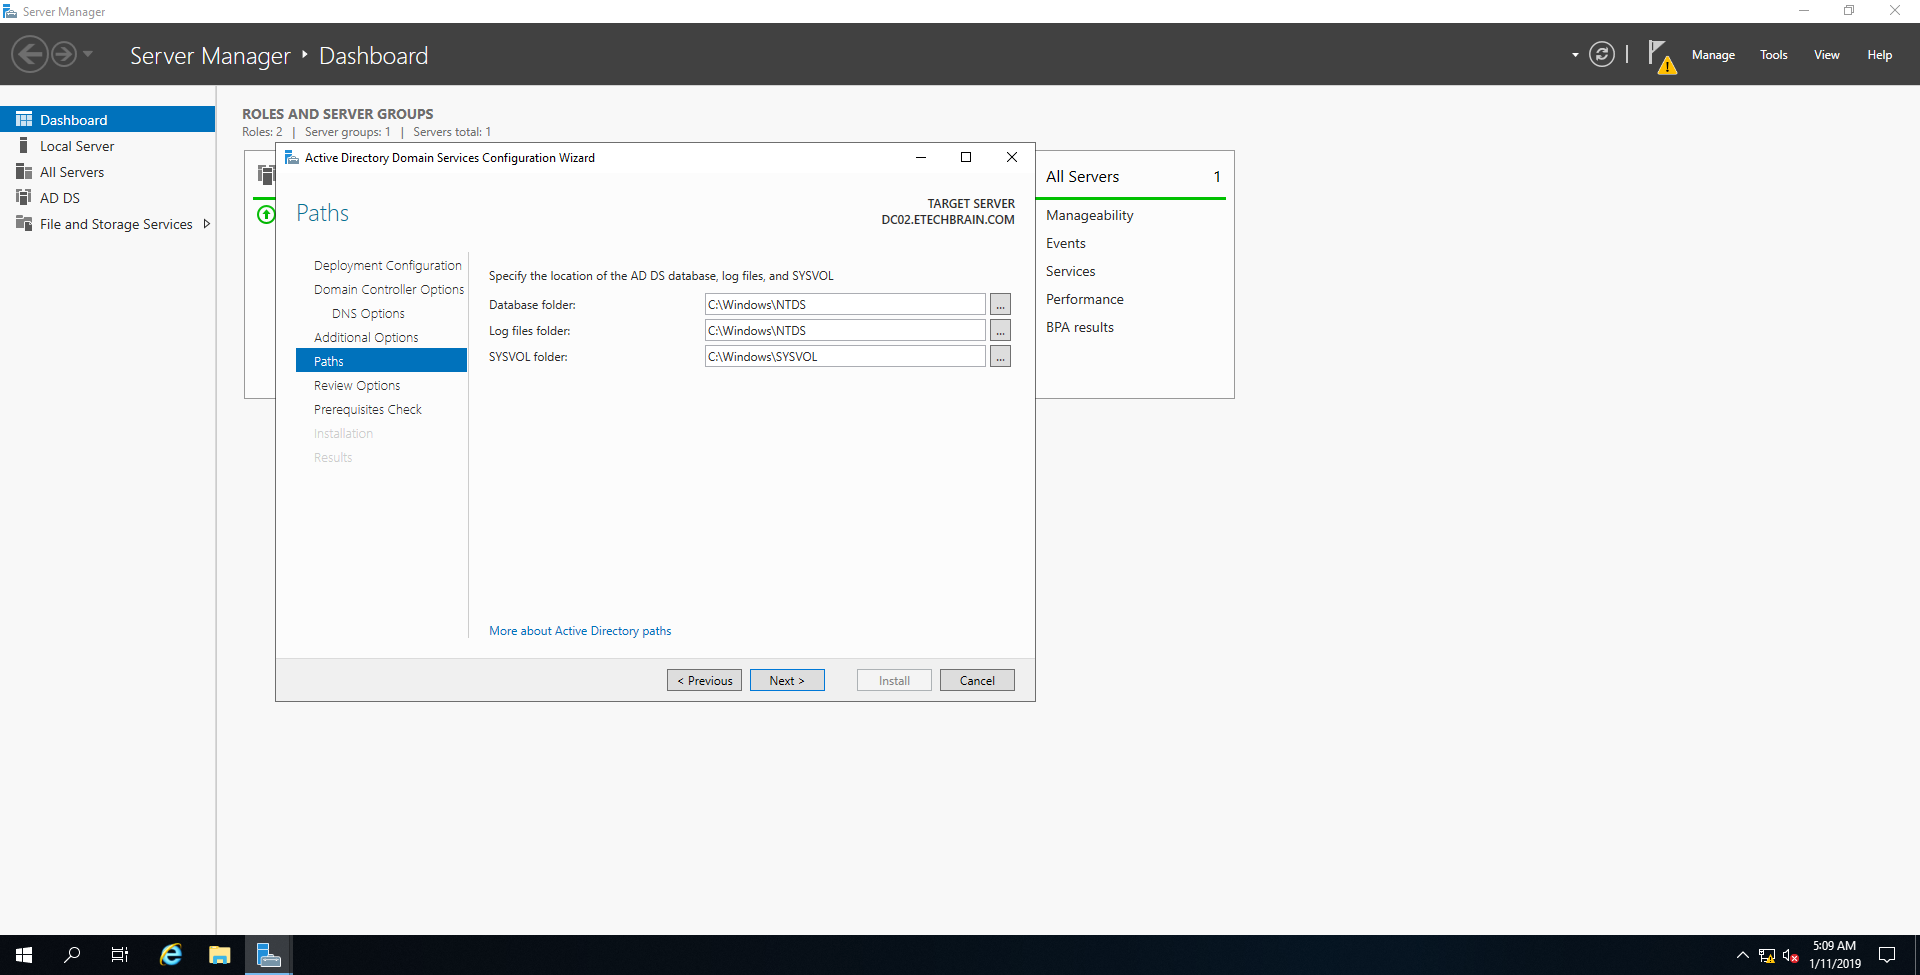 Server Manager
Server Manager ‣ Dashboard
Manage Tools View Help
Dashboard
Local Server
All Servers
AD DS
File and Storage Services
ROLES AND SERVER GROUPS
Roles: 2 | Server groups: 1 | Servers total: 1
Active Directory Domain Services Configuration Wizard
Paths
TARGET SERVER
DC02.ETECHBRAIN.COM
Deployment Configuration
Domain Controller Options
DNS Options
Additional Options
Paths
Review Options
Prerequisites Check
Installation
Results
Specify the location of the AD DS database, log files, and SYSVOL
Database folder: C:\Windows\NTDS ...
Log files folder: C:\Windows\NTDS ...
SYSVOL folder: C:\Windows\SYSVOL ...
More about Active Directory paths
< Previous Next > Install Cancel
All Servers 1
Manageability
Events
Services
Performance
BPA results
5:09 AM
1/11/2019